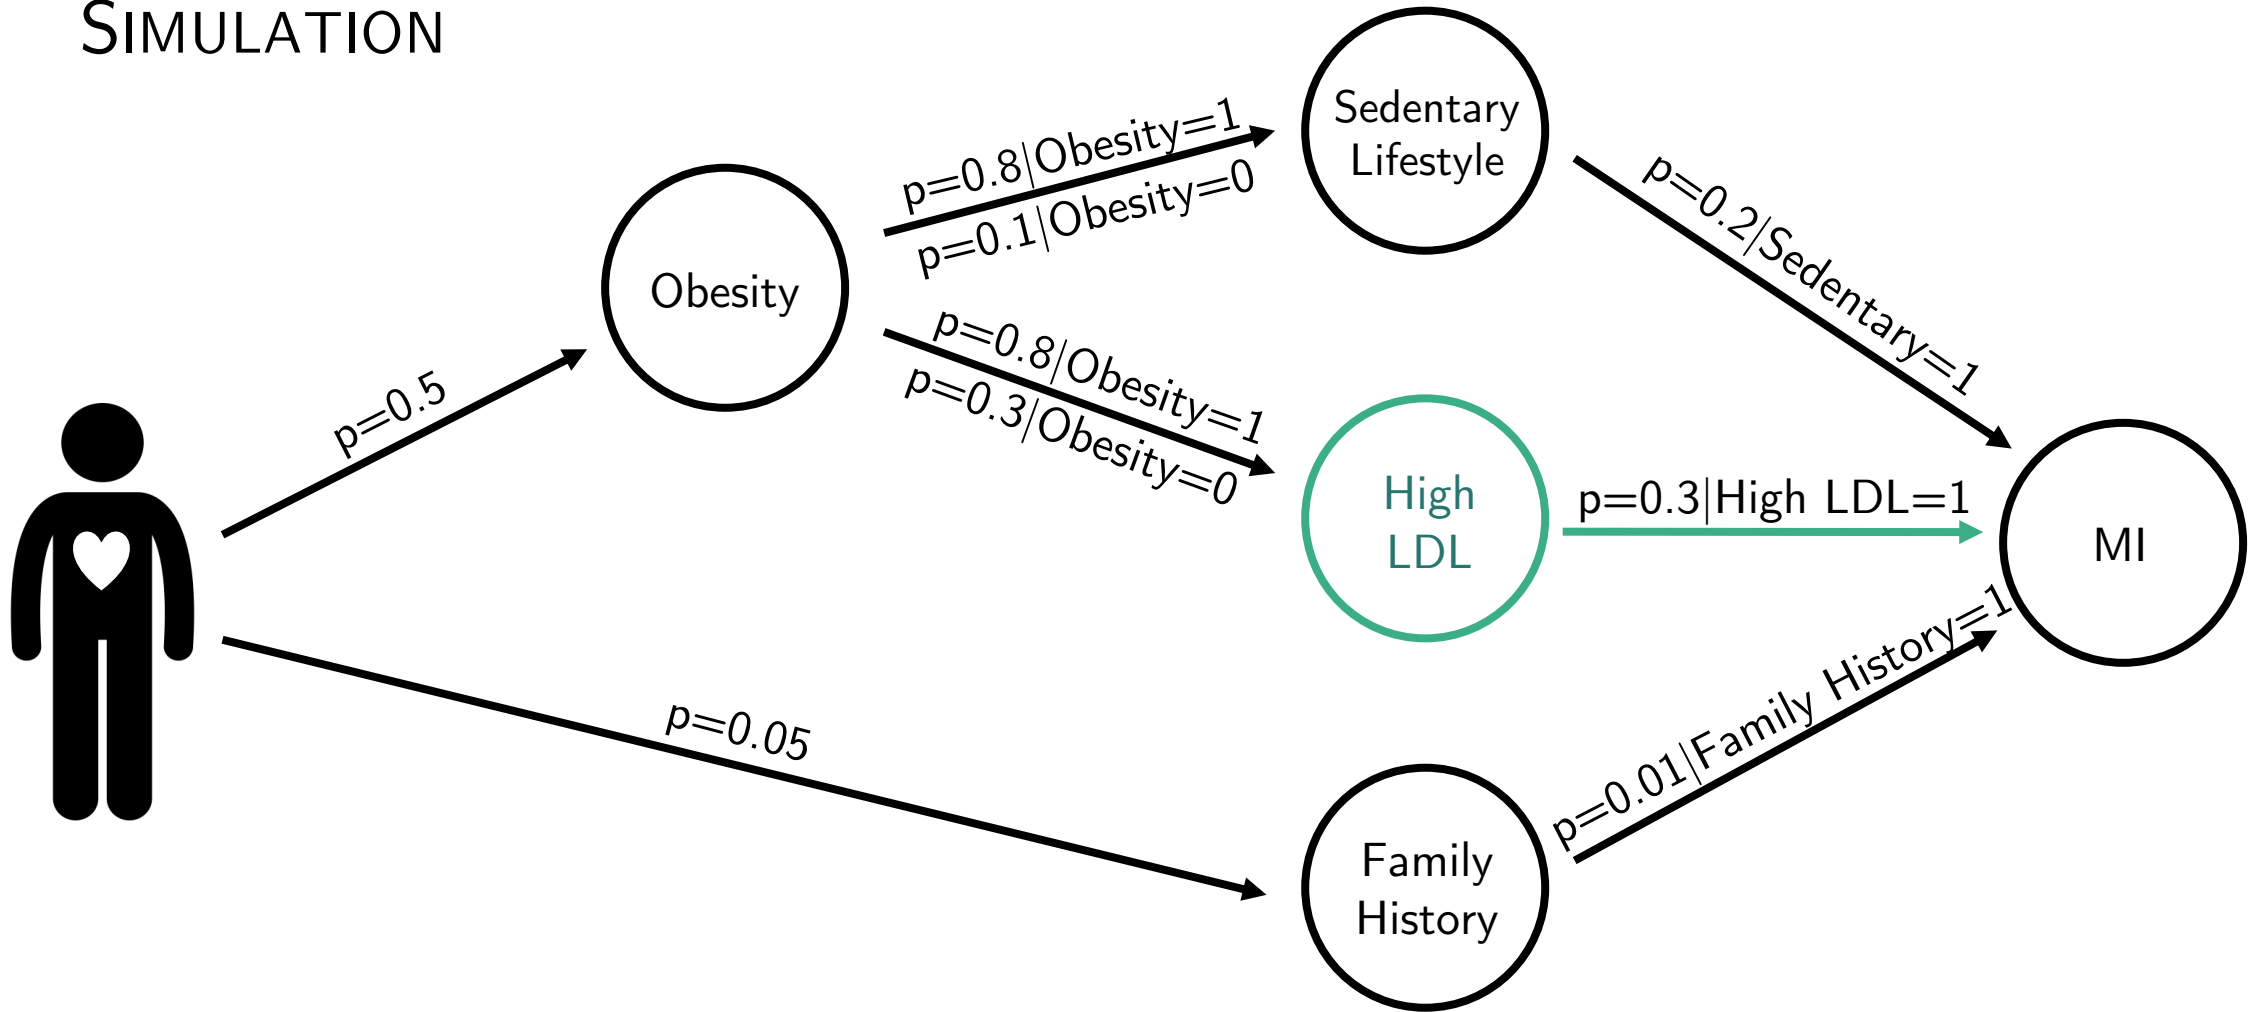 SIMULATION
Sedentary
Lifestyle
p=0.8|Obesity=1
p=0.1|Obesity=0
p=0.2|Sedentary=1
Obesity
p=0.8|Obesity=1
p=0.3|Obesity=0
p=0.5
High
LDL
p=0.3|High LDL=1
MI
p=0.01|Family History=1
p=0.05
Family
History